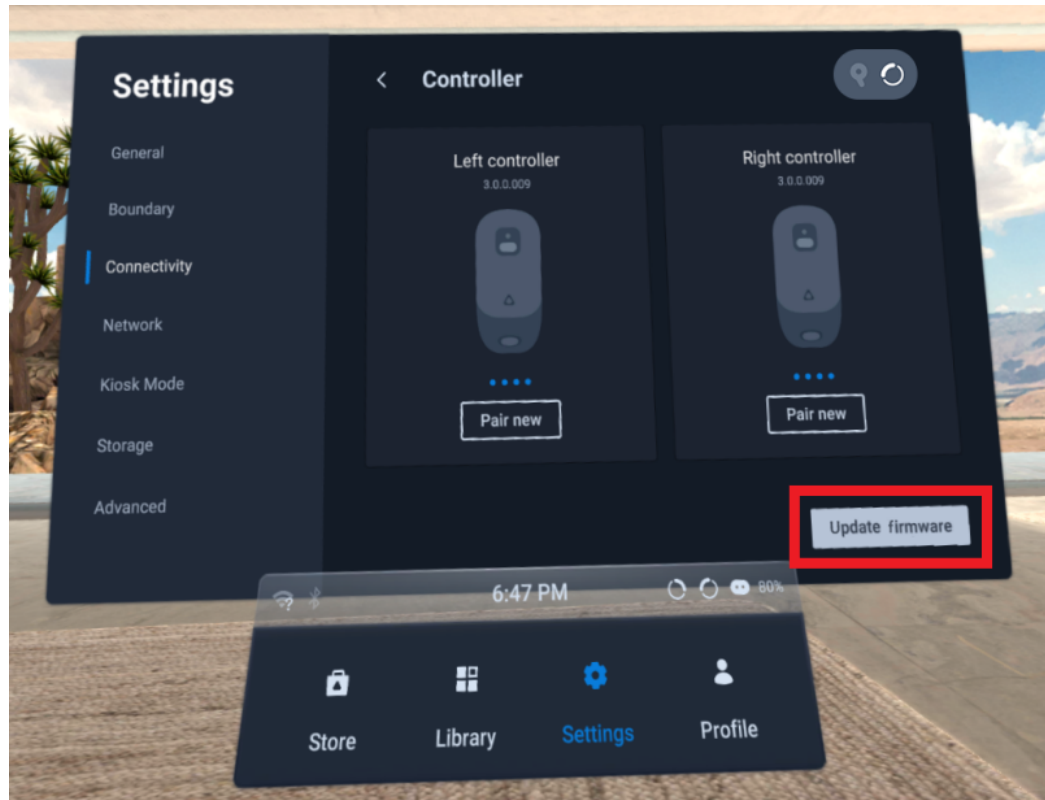 Settings
General
Boundary
Connectivity
Network
Kiosk Mode
Storage
Advanced
< Controller
Left controller
3.0.0.009
Pair new
Right controller
3.0.0.009
Pair new
Update firmware
6:47 PM
80%
Store
Library
Settings
Profile